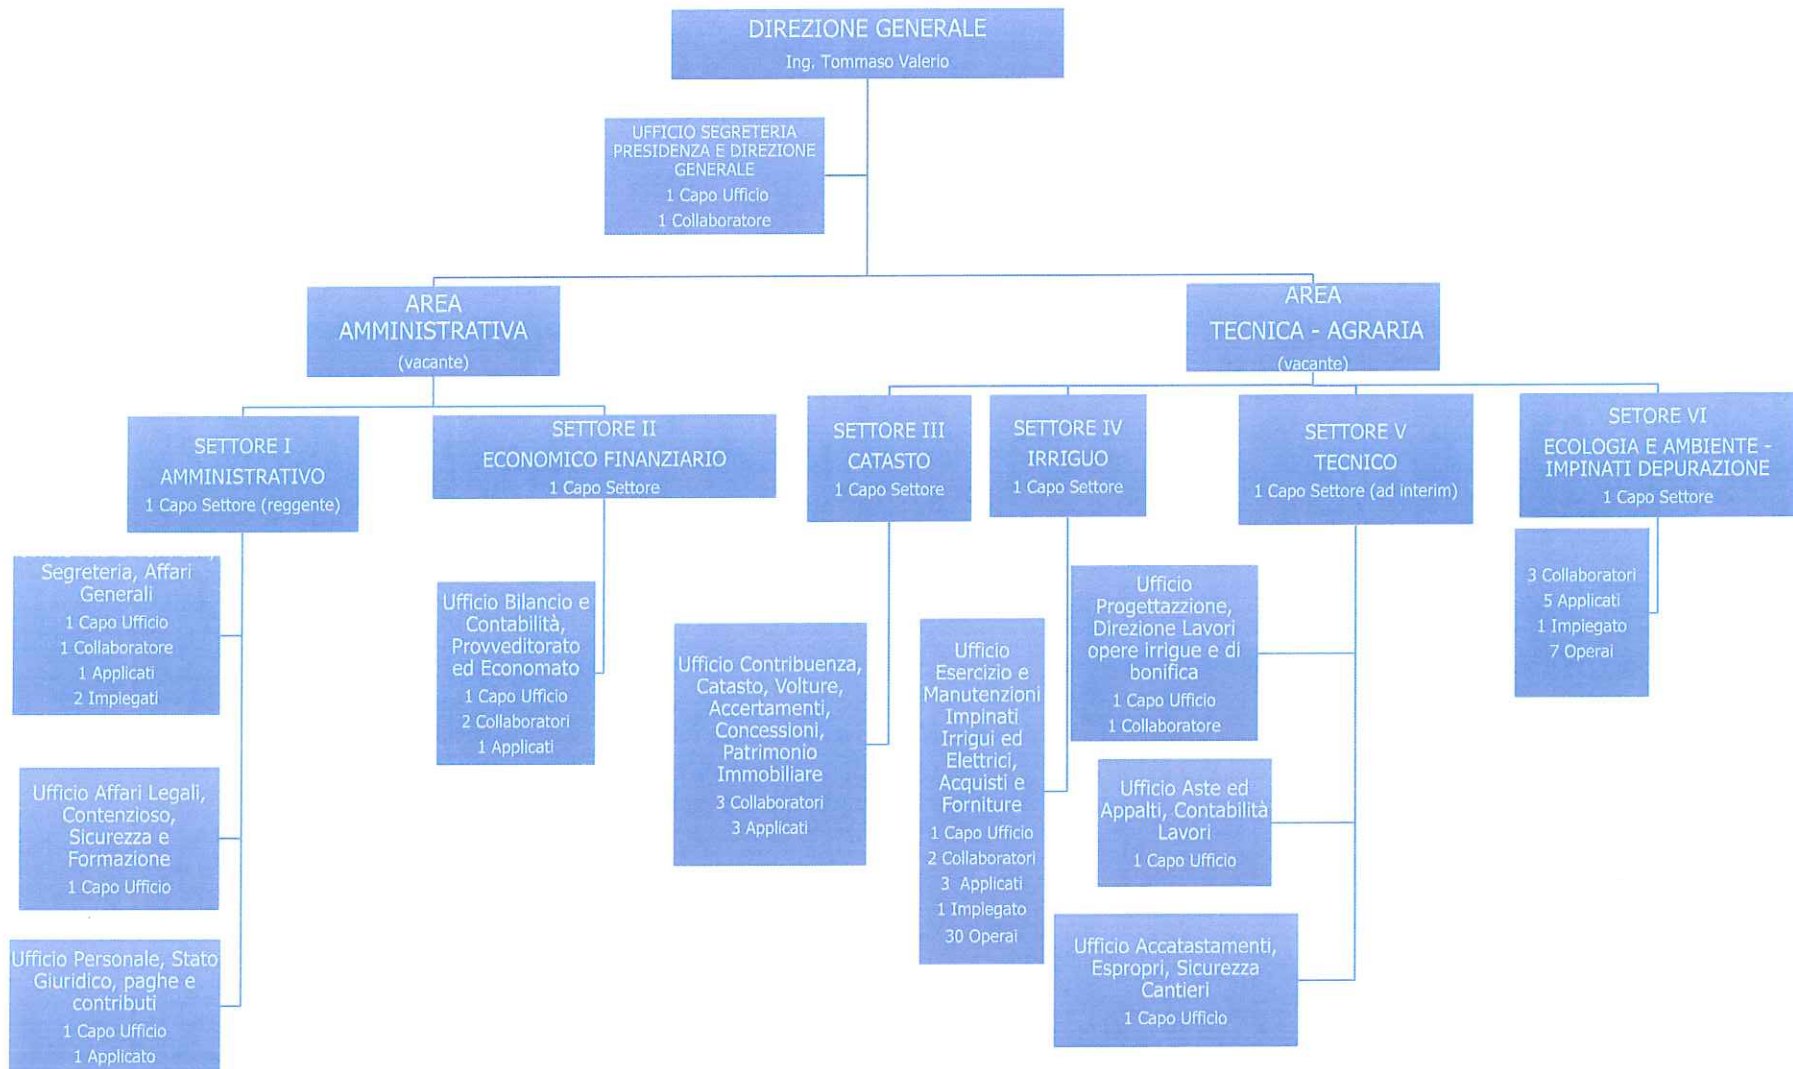 DIREZIONE GENERALE
Ing. Tommaso Valerio
UFFICIO SEGRETERIA
PRESIDENZA E DIREZIONE
GENERALE
1 Capo Ufficio
1 Collaboratore
AREA
AMMINISTRATIVA
(vacante)
AREA
TECNICA - AGRARIA
(vacante)
SETTORE I
AMMINISTRATIVO
1 Capo Settore (reggente)
SETTORE II
ECONOMICO FINANZIARIO
1 Capo Settore
SETTORE III
CATASTO
1 Capo Settore
SETTORE IV
IRRIGUO
1 Capo Settore
SETTORE V
TECNICO
1 Capo Settore (ad interim)
SETORE VI
ECOLOGIA E AMBIENTE -
IMPINATI DEPURAZIONE
1 Capo Settore
Segreteria, Affari
Generali
1 Capo Ufficio
1 Collaboratore
1 Applicati
2 Impiegati
Ufficio Affari Legali,
Contenzioso,
Sicurezza e
Formazione
1 Capo Ufficio
Ufficio Personale, Stato
Giuridico, paghe e
contributi
1 Capo Ufficio
1 Applicato
Ufficio Bilancio e
Contabilità,
Provveditorato
ed Economato
1 Capo Ufficio
2 Collaboratori
1 Applicati
Ufficio Contribuenza,
Catasto, Volture,
Accertamenti,
Concessioni,
Patrimonio
Immobiliare
3 Collaboratori
3 Applicati
Ufficio
Esercizio e
Manutenzioni
Impinati
Irrigui ed
Elettrici,
Acquisti e
Forniture
1 Capo Ufficio
2 Collaboratori
3 Applicati
1 Impiegato
30 Operai
Ufficio
Progettazzione,
Direzione Lavori
opere irrigue e di
bonifica
1 Capo Ufficio
1 Collaboratore
Ufficio Aste ed
Appalti, Contabilità
Lavori
1 Capo Ufficio
Ufficio Accatastamenti,
Espropri, Sicurezza
Cantieri
1 Capo Ufficio
3 Collaboratori
5 Applicati
1 Impiegato
7 Operai